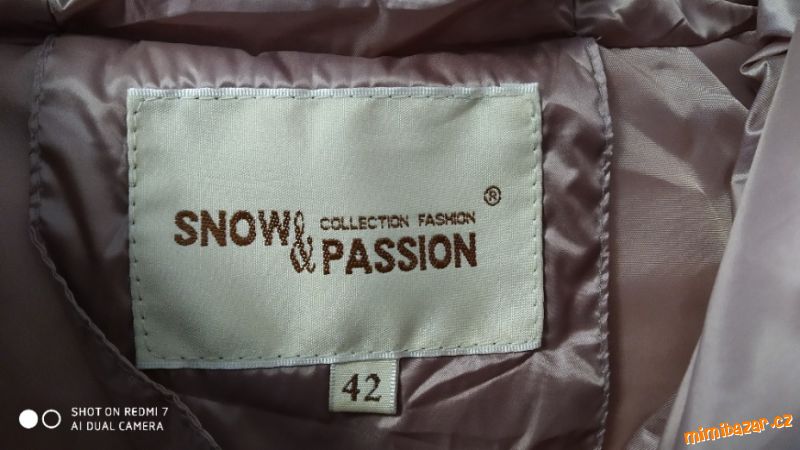 ®
COLLECTION FASHION
SNOW & PASSION
42
SHOT ON REDMI 7
AI DUAL CAMERA
mimibazar.cz